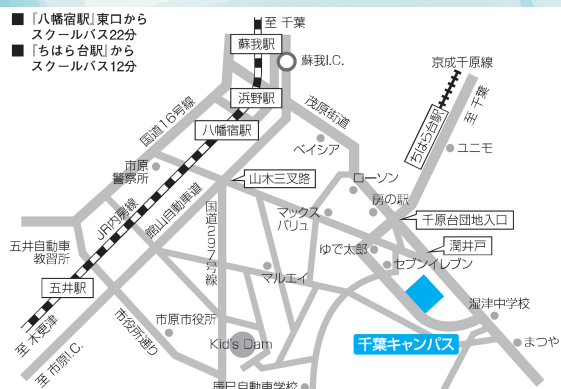 ■ 『八幡宿駅』東口から
スクールバス22分
■ 『ちはら台駅』から
スクールバス12分
至 千葉
蘇我駅
蘇我I.C.
京成千原線
至 千葉
浜野駅
茂原街道
国道16号線
八幡宿駅
ベイシア
ちはら台駅
ユニモ
市原
警察所
山木三叉路
ローソン
房の駅
JR内房線
館山自動車道
国道297号線
マックス
バリュ
千原台団地入口
ゆで太郎
潤井戸
セブンイレブン
五井自動車
教習所
五井駅
マルエイ
湿津中学校
市役所通り
市原市役所
Kid's Dam
千葉キャンパス
まつや
至 木更津
至 市原I.C.
辰巳自動車学校